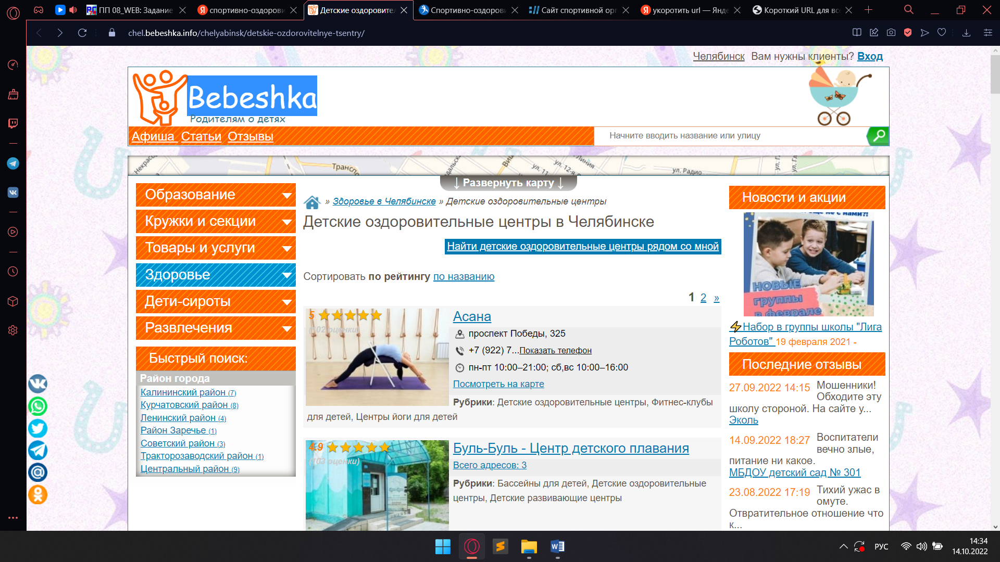 ПП 08_WEB: Задание
спортивно-оздорови
Детские оздоровител
Спортивно-оздоров
Сайт спортивной орг
укоротить url — Янде
Короткий URL для вс
chel.bebeshka.info/chelyabinsk/detskie-ozdorovitelnye-tsentry/
Челябинск Вам нужны клиенты? Вход
Bebeshka
Родителям о детях
Афиша Статьи Отзывы
Начните вводить название или улицу
Трансп
ул. 11
ул. 12-я
Линия
ул. Радио
↓ Развернуть карту ↓
Образование
Кружки и секции
Товары и услуги
Здоровье
Дети-сироты
Развлечения
Быстрый поиск:
Район города
Калининский район (7)
Курчатовский район (8)
Ленинский район (4)
Район Заречье (1)
Советский район (3)
Тракторозаводский район (1)
Центральный район (9)
» Здоровье в Челябинске » Детские оздоровительные центры
Детские оздоровительные центры в Челябинске
Найти детские оздоровительные центры рядом со мной
Сортировать по рейтингу по названию
1 2 »
5
(102 оценки)
Асана
проспект Победы, 325
+7 (922) 7...Показать телефон
пн-пт 10:00–21:00; сб,вс 10:00–16:00
Посмотреть на карте
Рубрики: Детские оздоровительные центры, Фитнес-клубы
для детей, Центры йоги для детей
4.9
(103 оценки)
Буль-Буль - Центр детского плавания
Всего адресов: 3
Рубрики: Бассейны для детей, Детские оздоровительные
центры, Детские развивающие центры
Новости и акции
НОВЫЕ
группы
в феврале
Набор в группы школы "Лига
Роботов" 19 февраля 2021 -
Последние отзывы
27.09.2022 14:15 Мошенники!
Обходите эту
школу стороной. На сайте у...
Эколь
14.09.2022 18:27 Воспитатели
вечно злые,
питание ни какое.
МБДОУ детский сад № 301
23.08.2022 17:19 Тихий ужас в
омуте.
Отвратительное отношение что
к...
РУС
14:34
14.10.2022